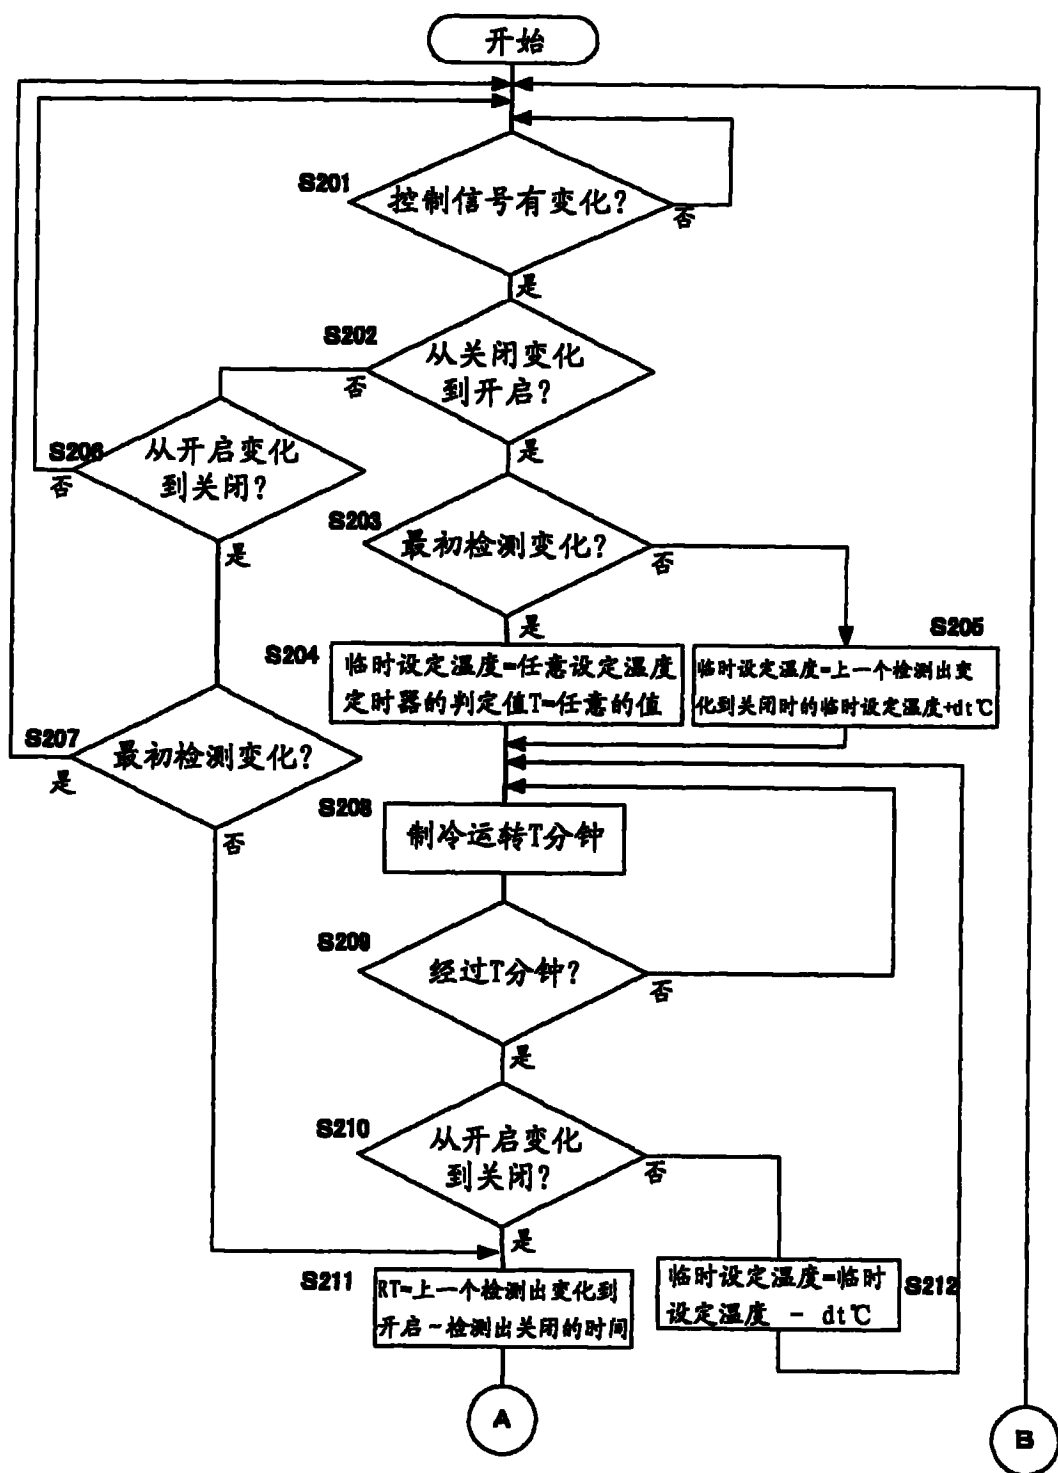 开始
S201
控制信号有变化?
否
是
S202
从关闭变化
到开启?
否
是
S206
从开启变化
到关闭?
否
是
S203
最初检测变化?
否
是
S204
临时设定温度=任意设定温度
定时器的判定值T=任意的值
S205
临时设定温度=上一个检测出变
化到关闭时的临时设定温度+dt℃
S207
最初检测变化?
是
否
S208
制冷运转T分钟
S209
经过T分钟?
否
是
S210
从开启变化
到关闭?
否
是
S211
RT=上一个检测出变化到
开启~检测出关闭的时间
临时设定温度=临时
设定温度 - dt℃
S212
A
B